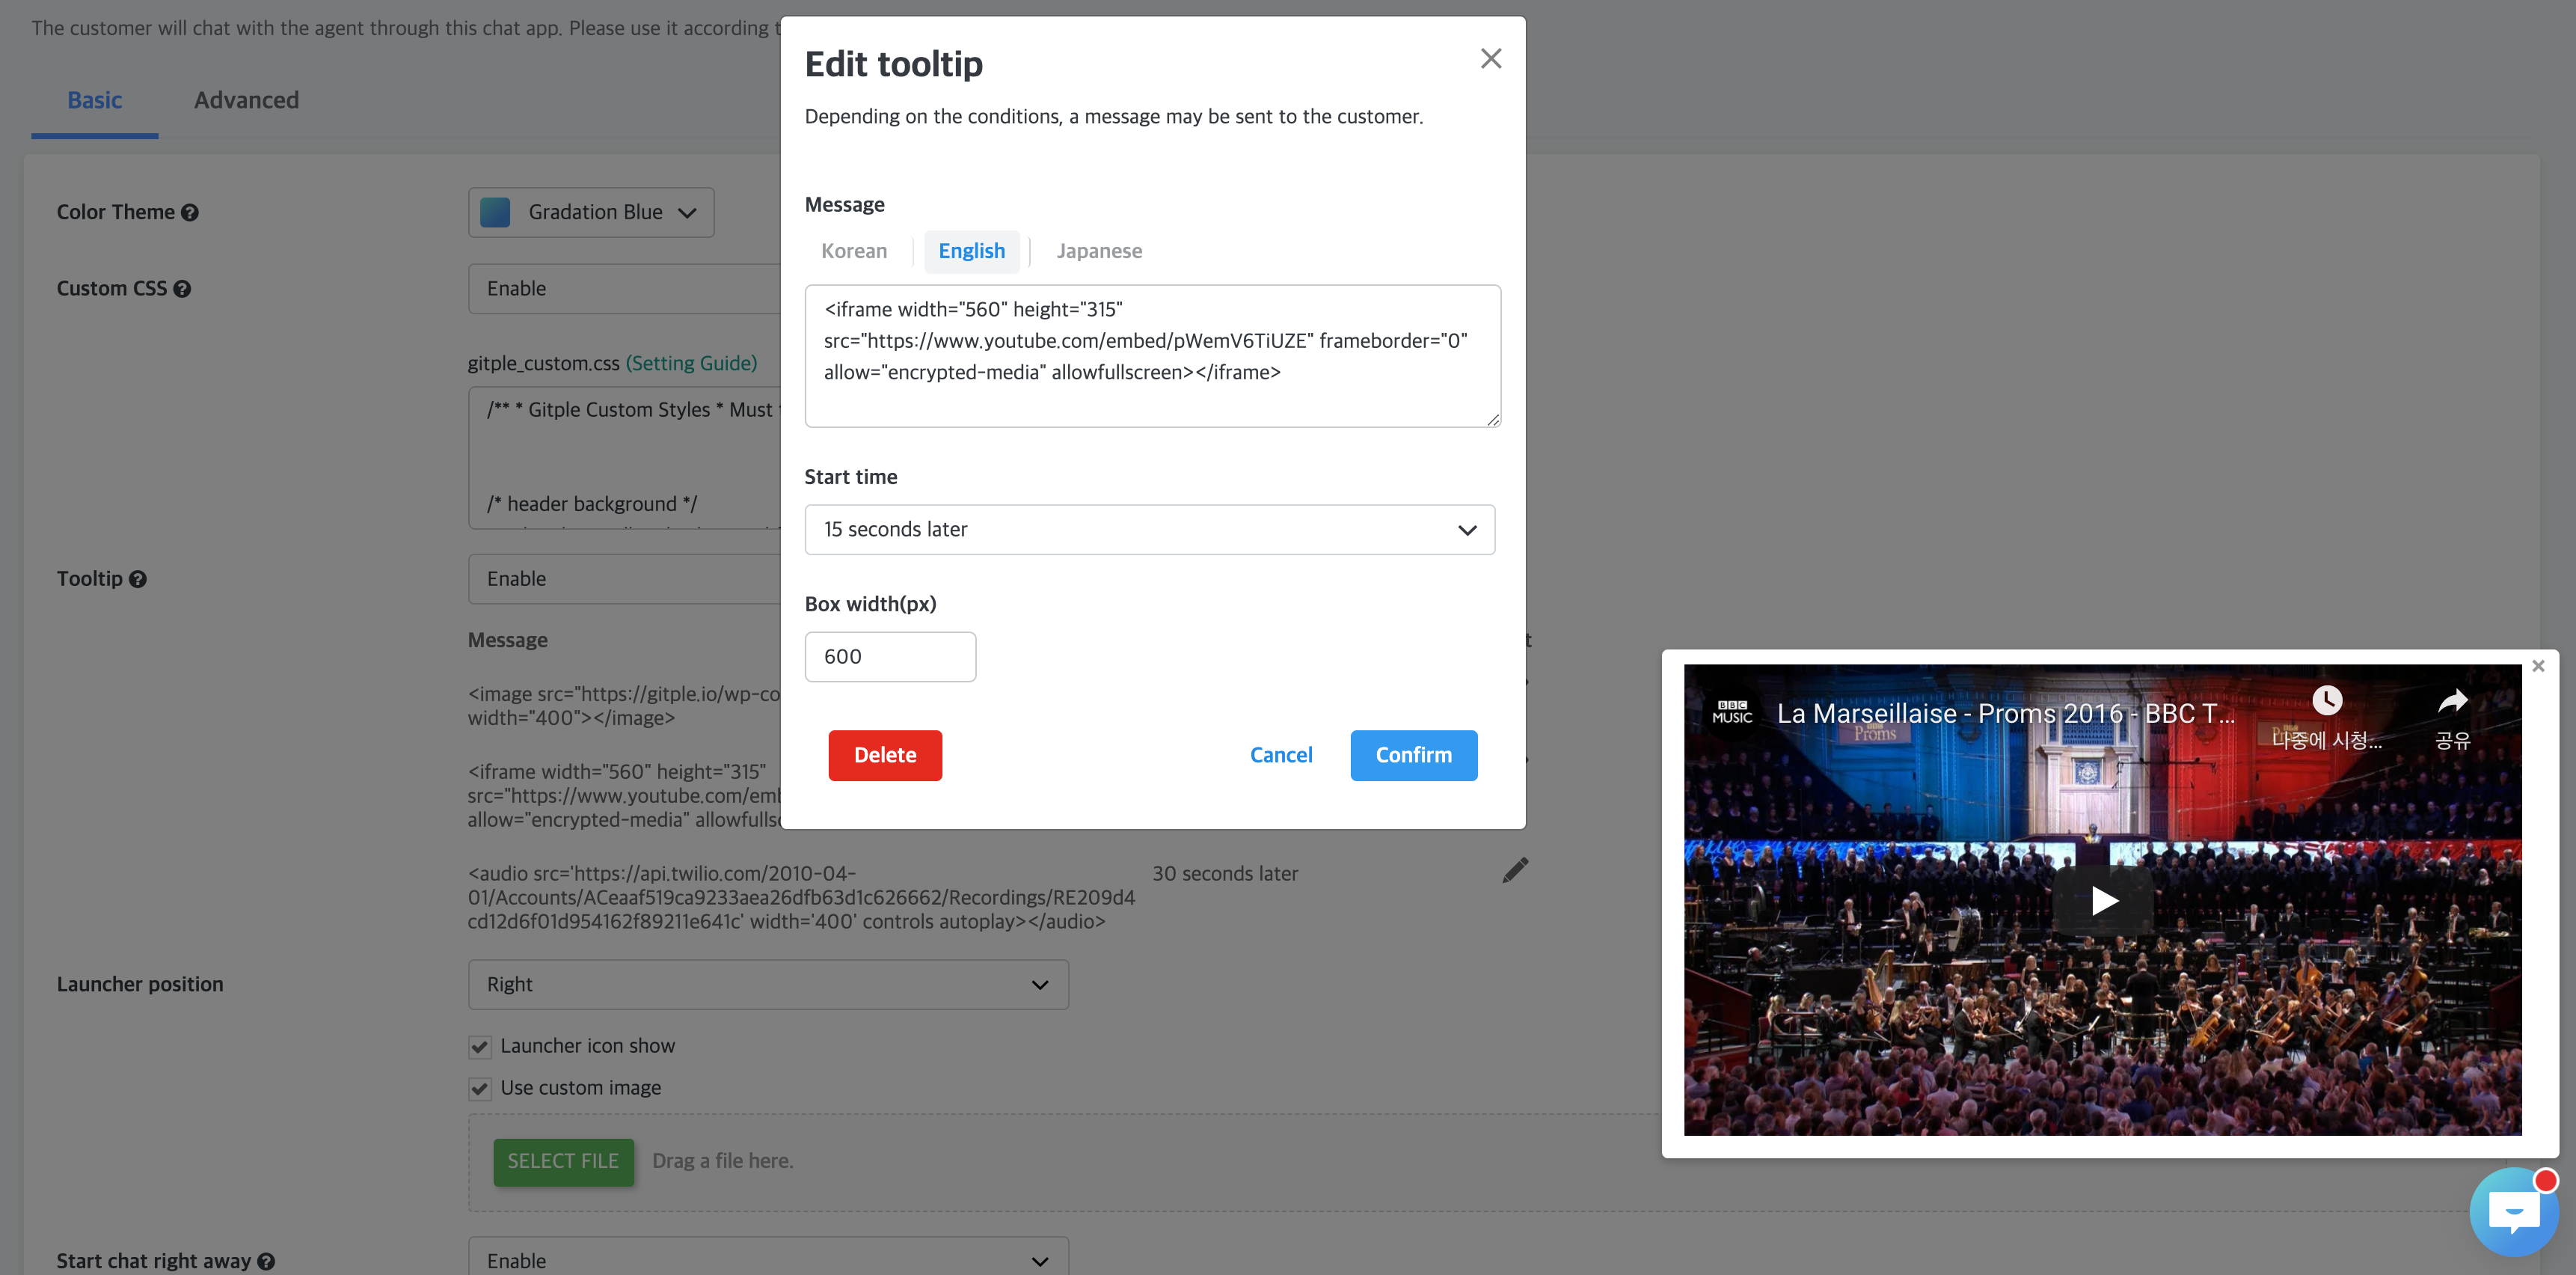 The customer will chat with the agent through this chat app. Please use it according t
Basic
Advanced
Color Theme
Gradation Blue
Custom CSS
Enable
gitple_custom.css (Setting Guide)
/** * Gitple Custom Styles * Must
/* header background */
Tooltip
Enable
Message
t
<image src="https://gitple.io/wp-co
width="400"></image>
<iframe width="560" height="315"
src="https://www.youtube.com/em
allow="encrypted-media" allowfulls
<audio src='https://api.twilio.com/2010-04-
01/Accounts/ACeaaf519ca9233aea26dfb63d1c626662/Recordings/RE209d4
cd12d6f01d954162f89211e641c' width='400' controls autoplay></audio>
30 seconds later
Launcher position
Right
Launcher icon show
Use custom image
SELECT FILE
Drag a file here.
Start chat right away
Enable
Edit tooltip
Depending on the conditions, a message may be sent to the customer.
Message
Korean
English
Japanese
<iframe width="560" height="315"
src="https://www.youtube.com/embed/pWemV6TiUZE" frameborder="0"
allow="encrypted-media" allowfullscreen></iframe>
Start time
15 seconds later
Box width(px)
600
Delete
Cancel
Confirm
BBC
MUSIC
La Marseillaise - Proms 2016 - BBC T...
Proms
나중에 시청...
공유